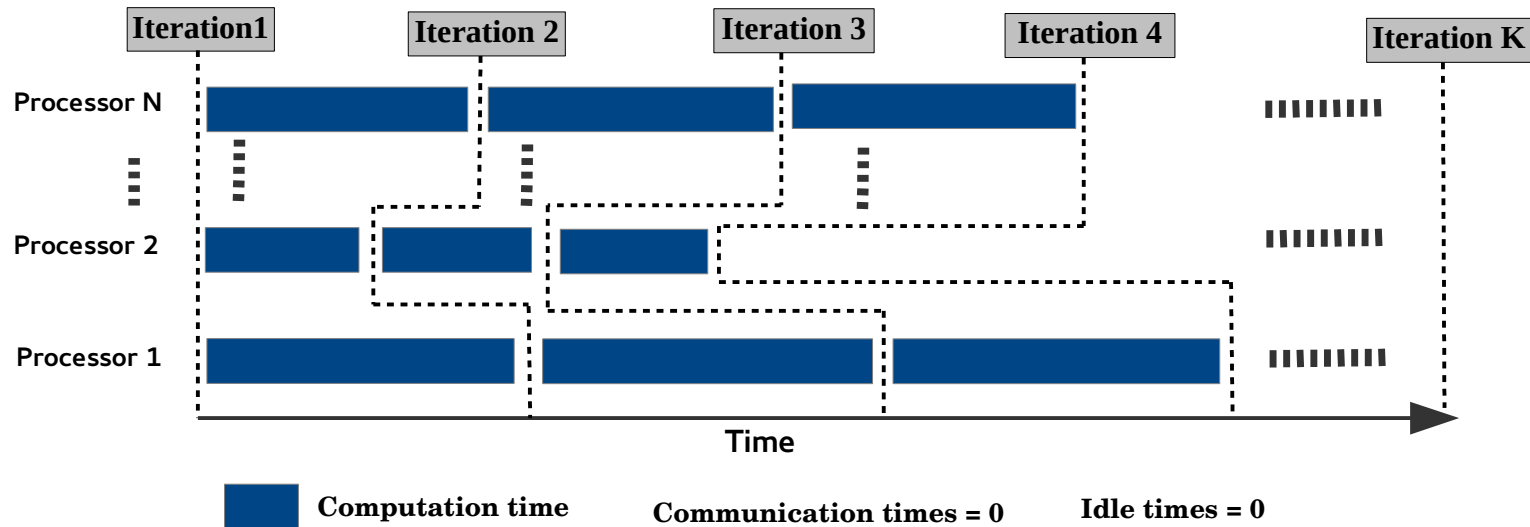 Iteration1
Iteration 2
Iteration 3
Iteration 4
Iteration K
Processor N
Processor 2
Processor 1
Time
Computation time
Communication times = 0
Idle times = 0